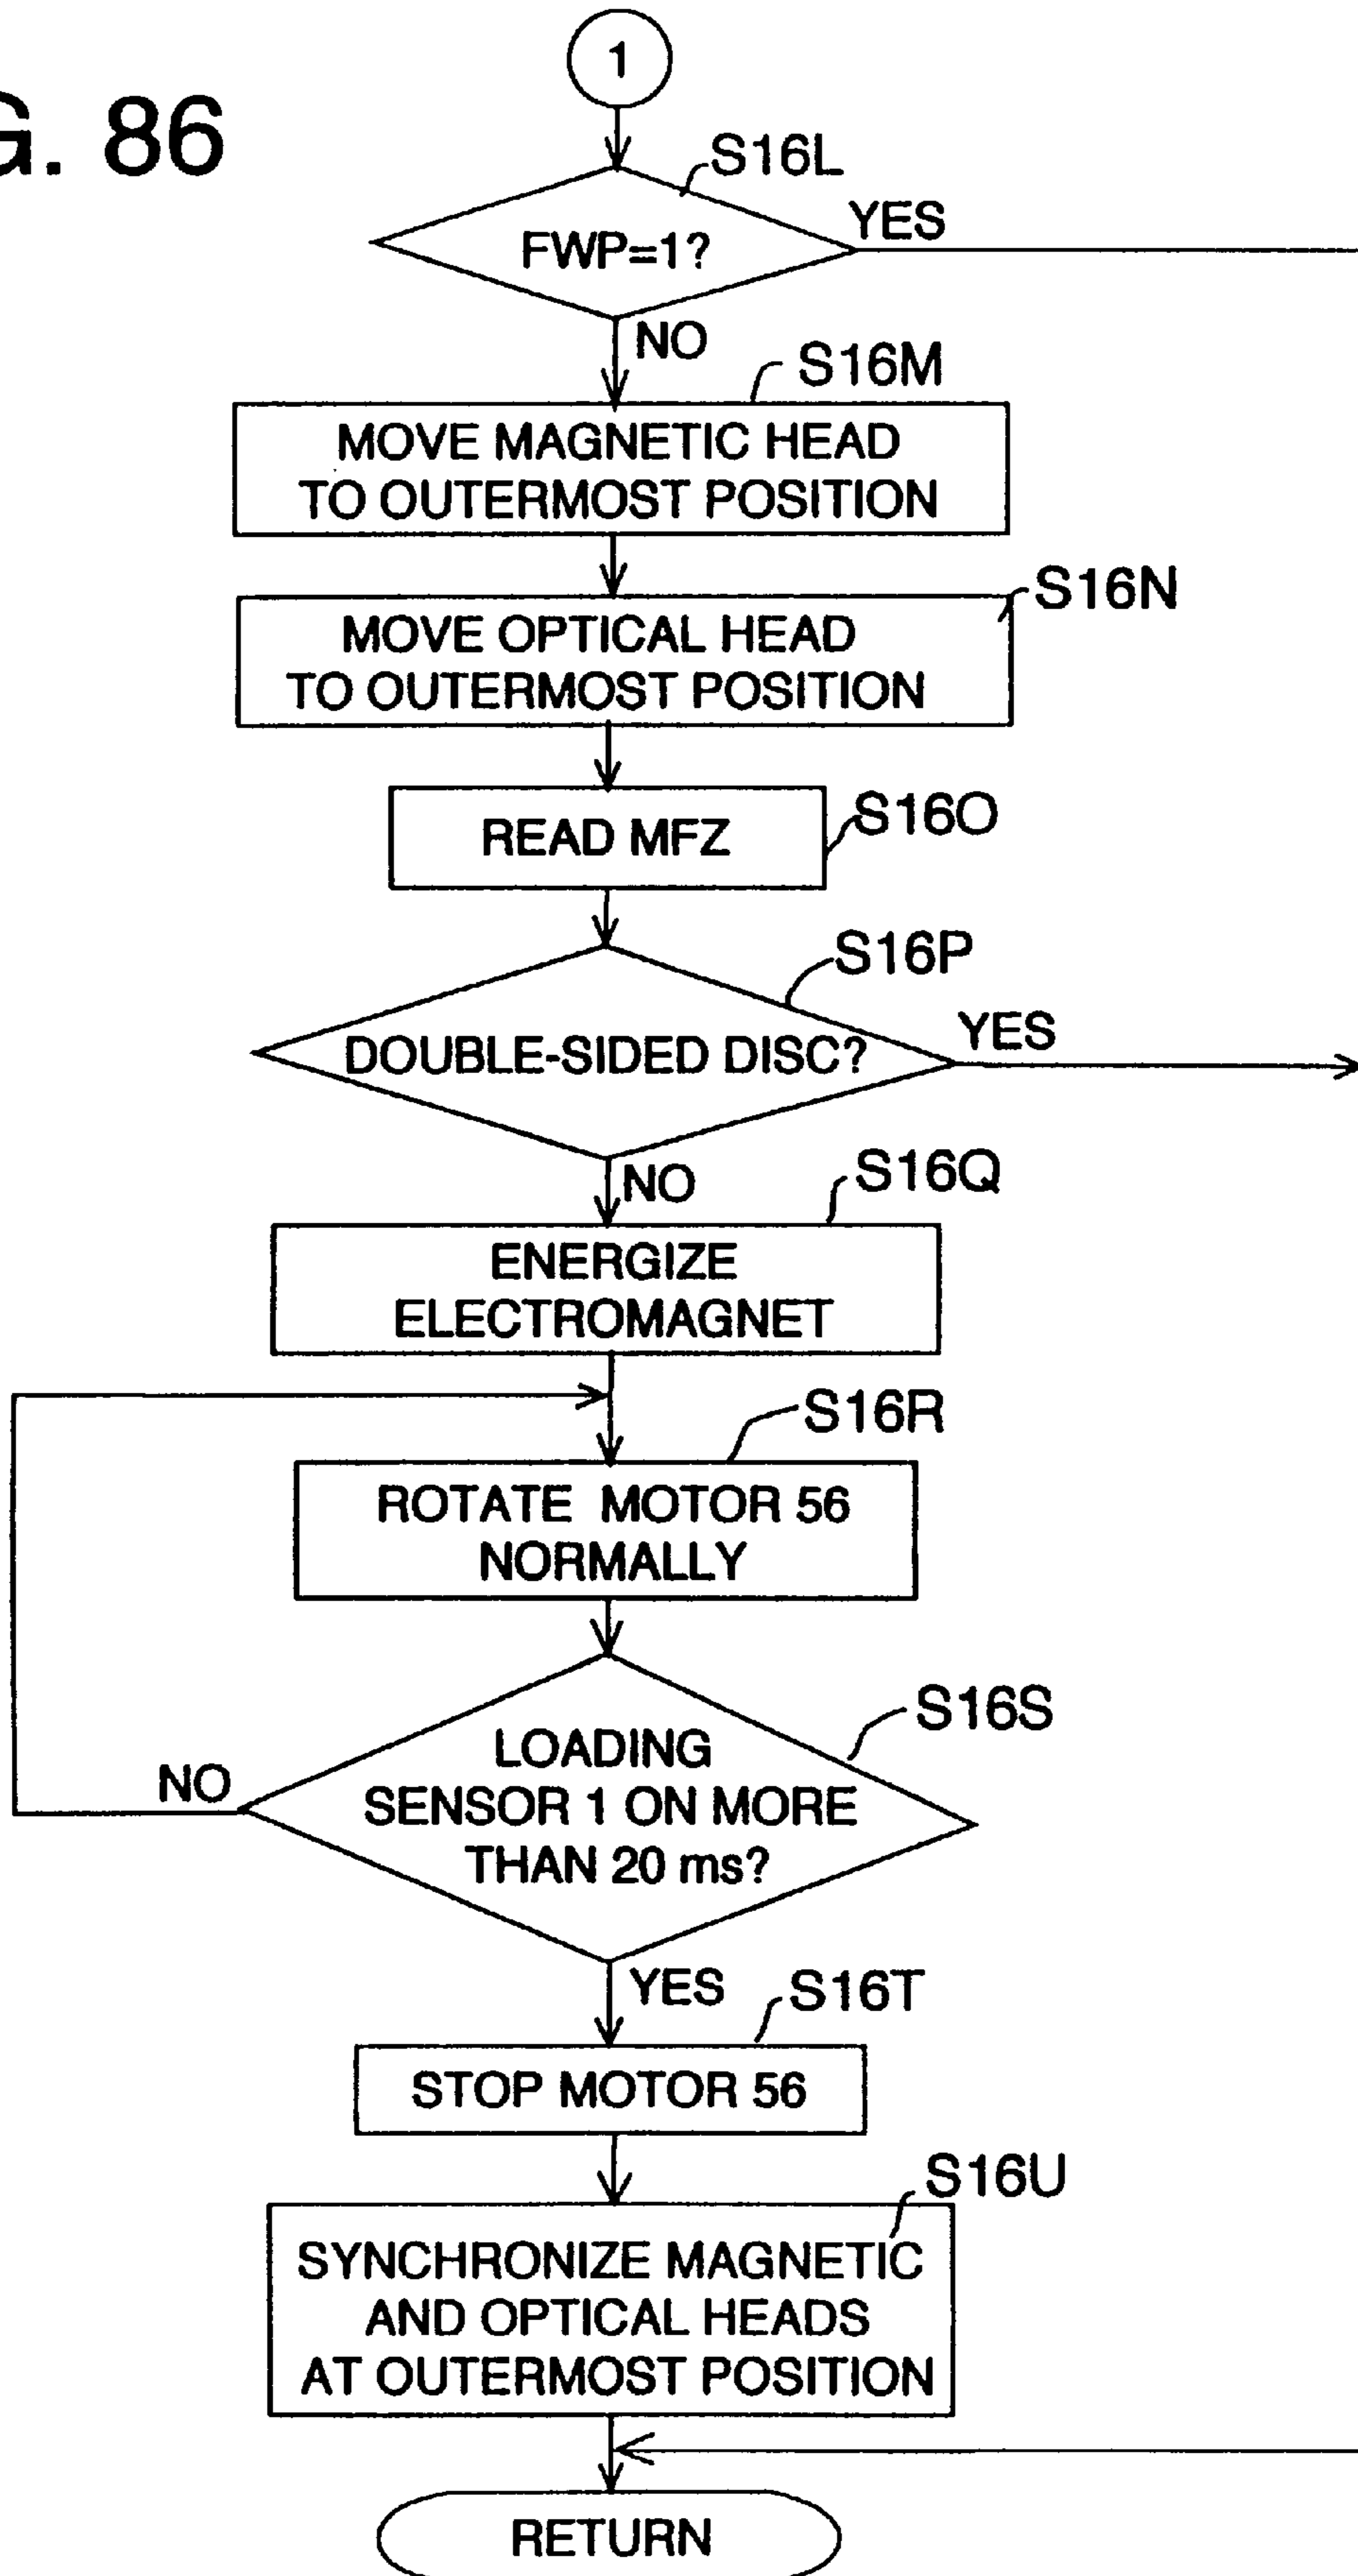 G. 86
1
S16L
FWP=1?
YES
NO
S16M
MOVE MAGNETIC HEAD
TO OUTERMOST POSITION
S16N
MOVE OPTICAL HEAD
TO OUTERMOST POSITION
S16O
READ MFZ
S16P
DOUBLE-SIDED DISC?
YES
NO
S16Q
ENERGIZE
ELECTROMAGNET
S16R
ROTATE MOTOR 56
NORMALLY
S16S
LOADING
SENSOR 1 ON MORE
THAN 20 ms?
NO
YES
S16T
STOP MOTOR 56
S16U
SYNCHRONIZE MAGNETIC
AND OPTICAL HEADS
AT OUTERMOST POSITION
RETURN